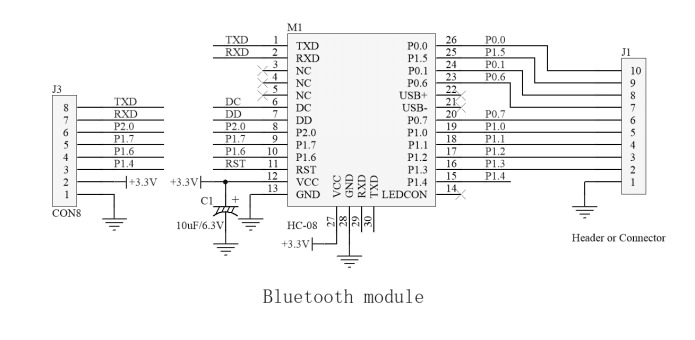 M1
TXD 1 TXD P0.0 26 P0.0
RXD 2 RXD P1.5 25 P1.5
3 NC P0.1 24 P0.1
4 NC P0.6 23 P0.6
5 NC USB+ 22
DC 6 DC USB- 21
DD 7 DD P0.7 20 P0.7
P2.0 8 P2.0 P1.0 19 P1.0
P1.7 9 P1.7 P1.1 18 P1.1
P1.6 10 P1.6 P1.2 17 P1.2
RST 11 RST P1.3 16 P1.3
+3.3V 12 VCC P1.4 15 P1.4
13 GND LEDCON 14
VCC GND RXD TXD
27 28 29 30
HC-08
+3.3V
C1 +
10uF/6.3V
J3
8 TXD
7 RXD
6 P2.0
5 P1.7
4 P1.6
3 P1.4
2 +3.3V
1
CON8
J1
10
9
8
7
6
5
4
3
2
1
Header or Connector
Bluetooth module